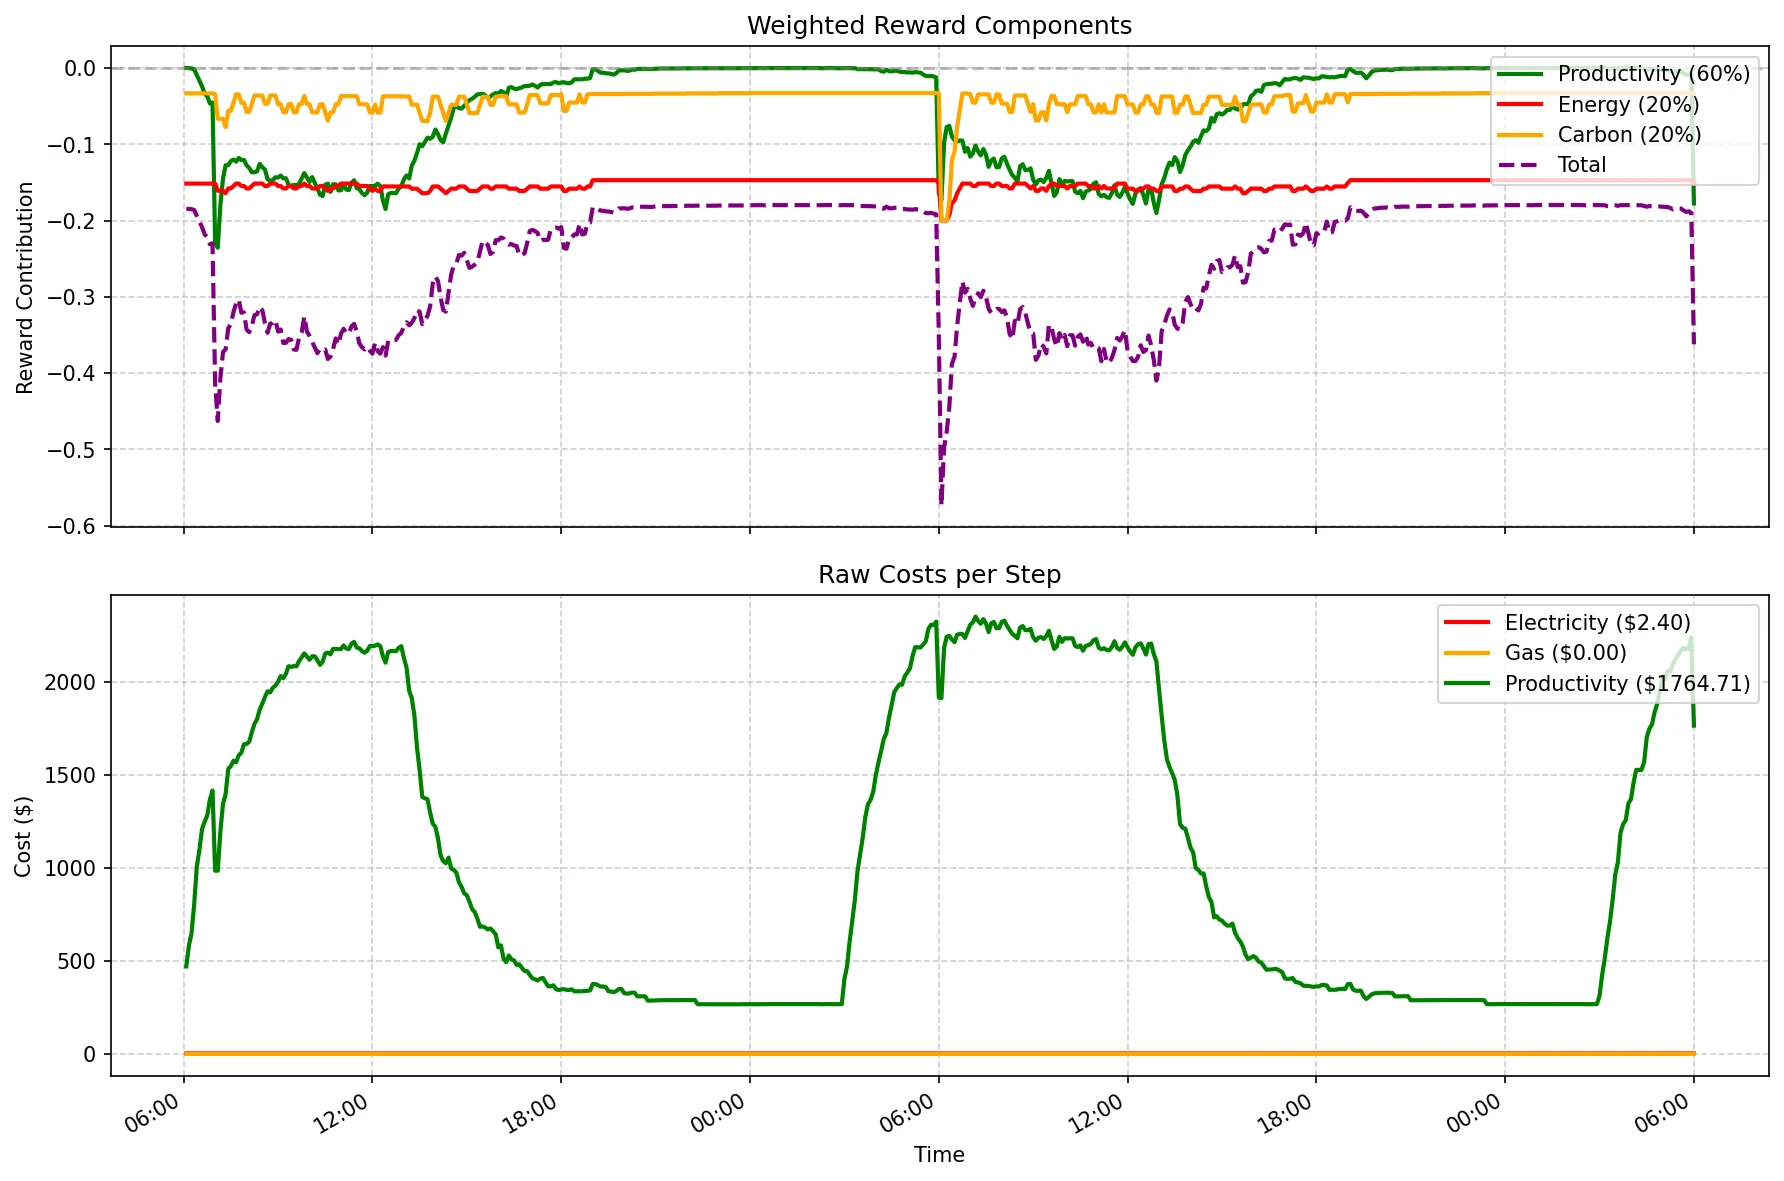 Weighted Reward Components
Reward Contribution
0.0
−0.1
−0.2
−0.3
−0.4
−0.5
−0.6
Productivity (60%)
Energy (20%)
Carbon (20%)
Total
Raw Costs per Step
Cost ($)
2000
1500
1000
500
0
Electricity ($2.40)
Gas ($0.00)
Productivity ($1764.71)
06:00
12:00
18:00
00:00
06:00
12:00
18:00
00:00
06:00
Time